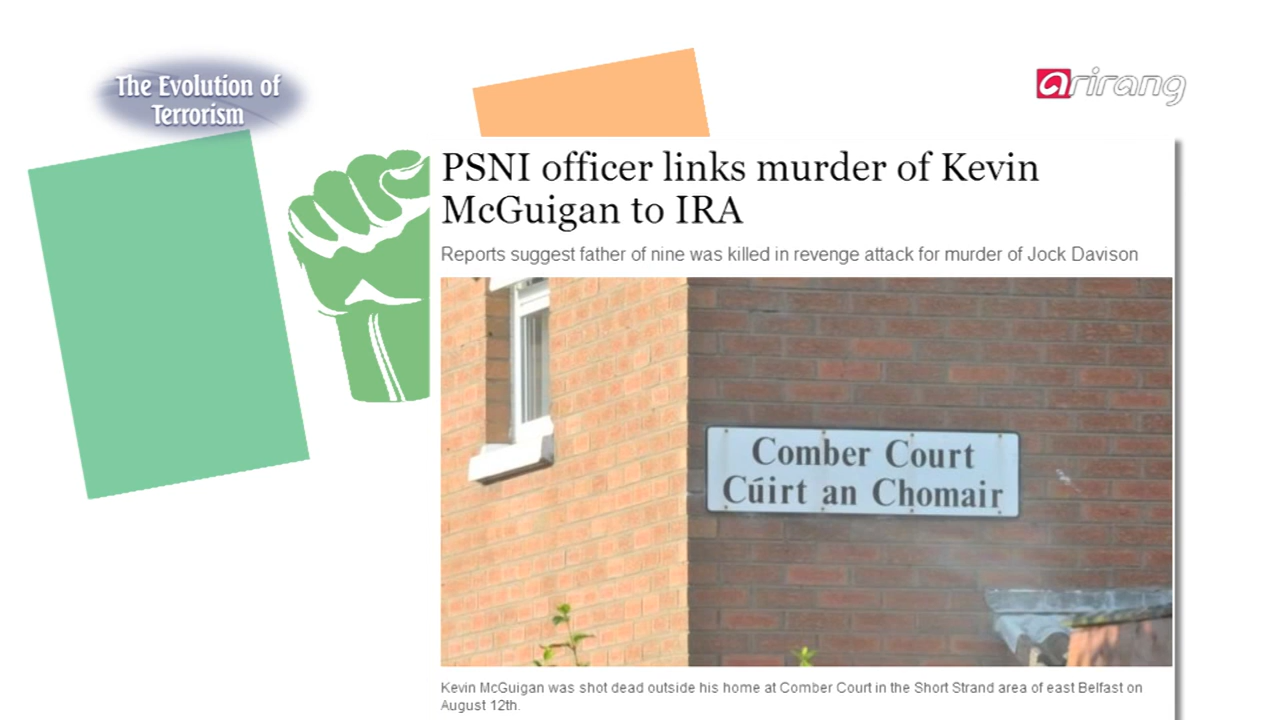 The Evolution of
Terrorism
arirang
PSNI officer links murder of Kevin
McGuigan to IRA
Reports suggest father of nine was killed in revenge attack for murder of Jock Davison
Comber Court
Cúirt an Chomair
Kevin McGuigan was shot dead outside his home at Comber Court in the Short Strand area of east Belfast on
August 12th.